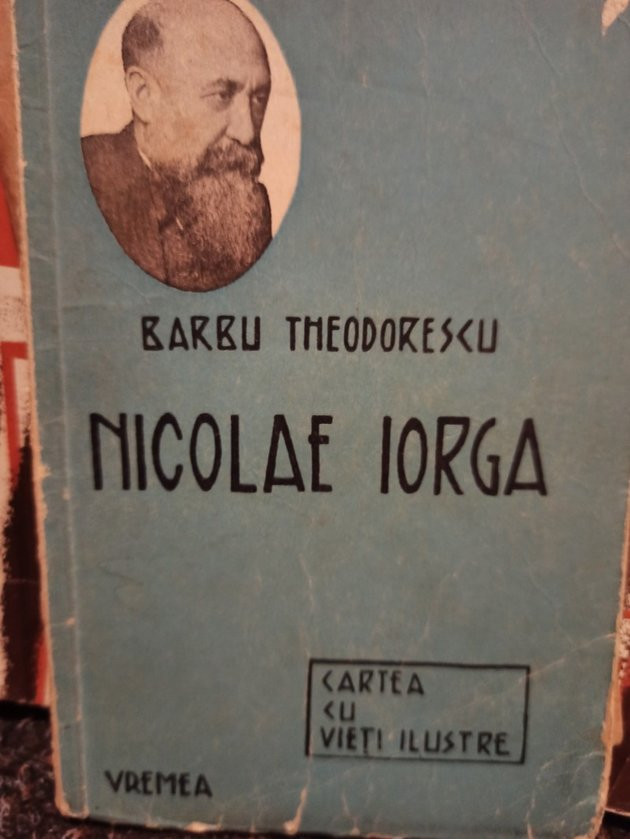 BARBU THEODORESCU
NICOLAE IORGA
CARTEA
CU
VIEȚI ILUSTRE
VREMEA